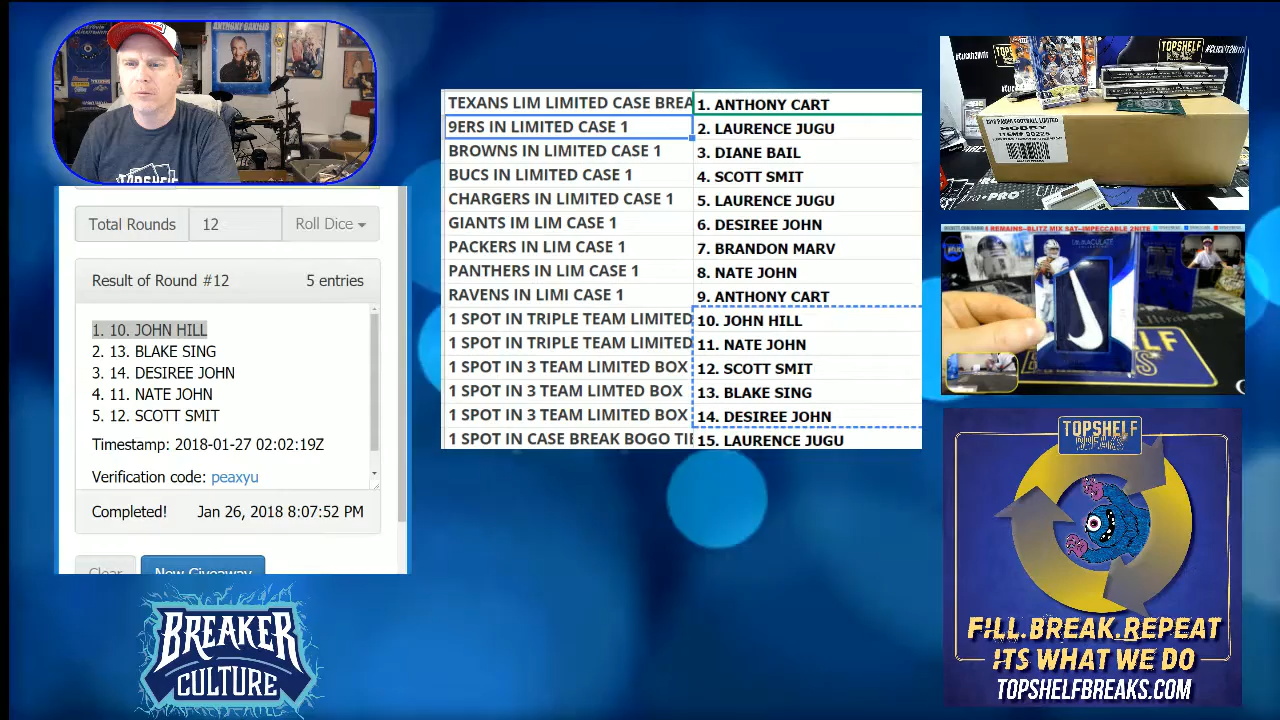 ANTHONY DANIELS
Total Rounds
12
Roll Dice
Result of Round #12
5 entries
1. 10. JOHN HILL
2. 13. BLAKE SING
3. 14. DESIREE JOHN
4. 11. NATE JOHN
5. 12. SCOTT SMIT
Timestamp: 2018-01-27 02:02:19Z
Verification code: peaxyu
Completed!
Jan 26, 2018 8:07:52 PM
Clear
New Giveaway
BREAKER
CULTURE
TEXANS LIM LIMITED CASE BREA
1. ANTHONY CART
9ERS IN LIMITED CASE 1
2. LAURENCE JUGU
BROWNS IN LIMITED CASE 1
3. DIANE BAIL
BUCS IN LIMITED CASE 1
4. SCOTT SMIT
CHARGERS IN LIMITED CASE 1
5. LAURENCE JUGU
GIANTS IM LIM CASE 1
6. DESIREE JOHN
PACKERS IN LIM CASE 1
7. BRANDON MARV
PANTHERS IN LIM CASE 1
8. NATE JOHN
RAVENS IN LIMI CASE 1
9. ANTHONY CART
1 SPOT IN TRIPLE TEAM LIMITED
10. JOHN HILL
1 SPOT IN TRIPLE TEAM LIMITED
11. NATE JOHN
1 SPOT IN 3 TEAM LIMITED BOX
12. SCOTT SMIT
1 SPOT IN 3 TEAM LIMTED BOX
13. BLAKE SING
1 SPOT IN 3 TEAM LIMITED BOX
14. DESIREE JOHN
1 SPOT IN CASE BREAK BOGO TIE
15. LAURENCE JUGU
TOPSHELF
HOBBY
IMMACULATE
TOPSHELF
BREAKS
FILL.BREAK.REPEAT
ITS WHAT WE DO
TOPSHELFBREAKS.COM